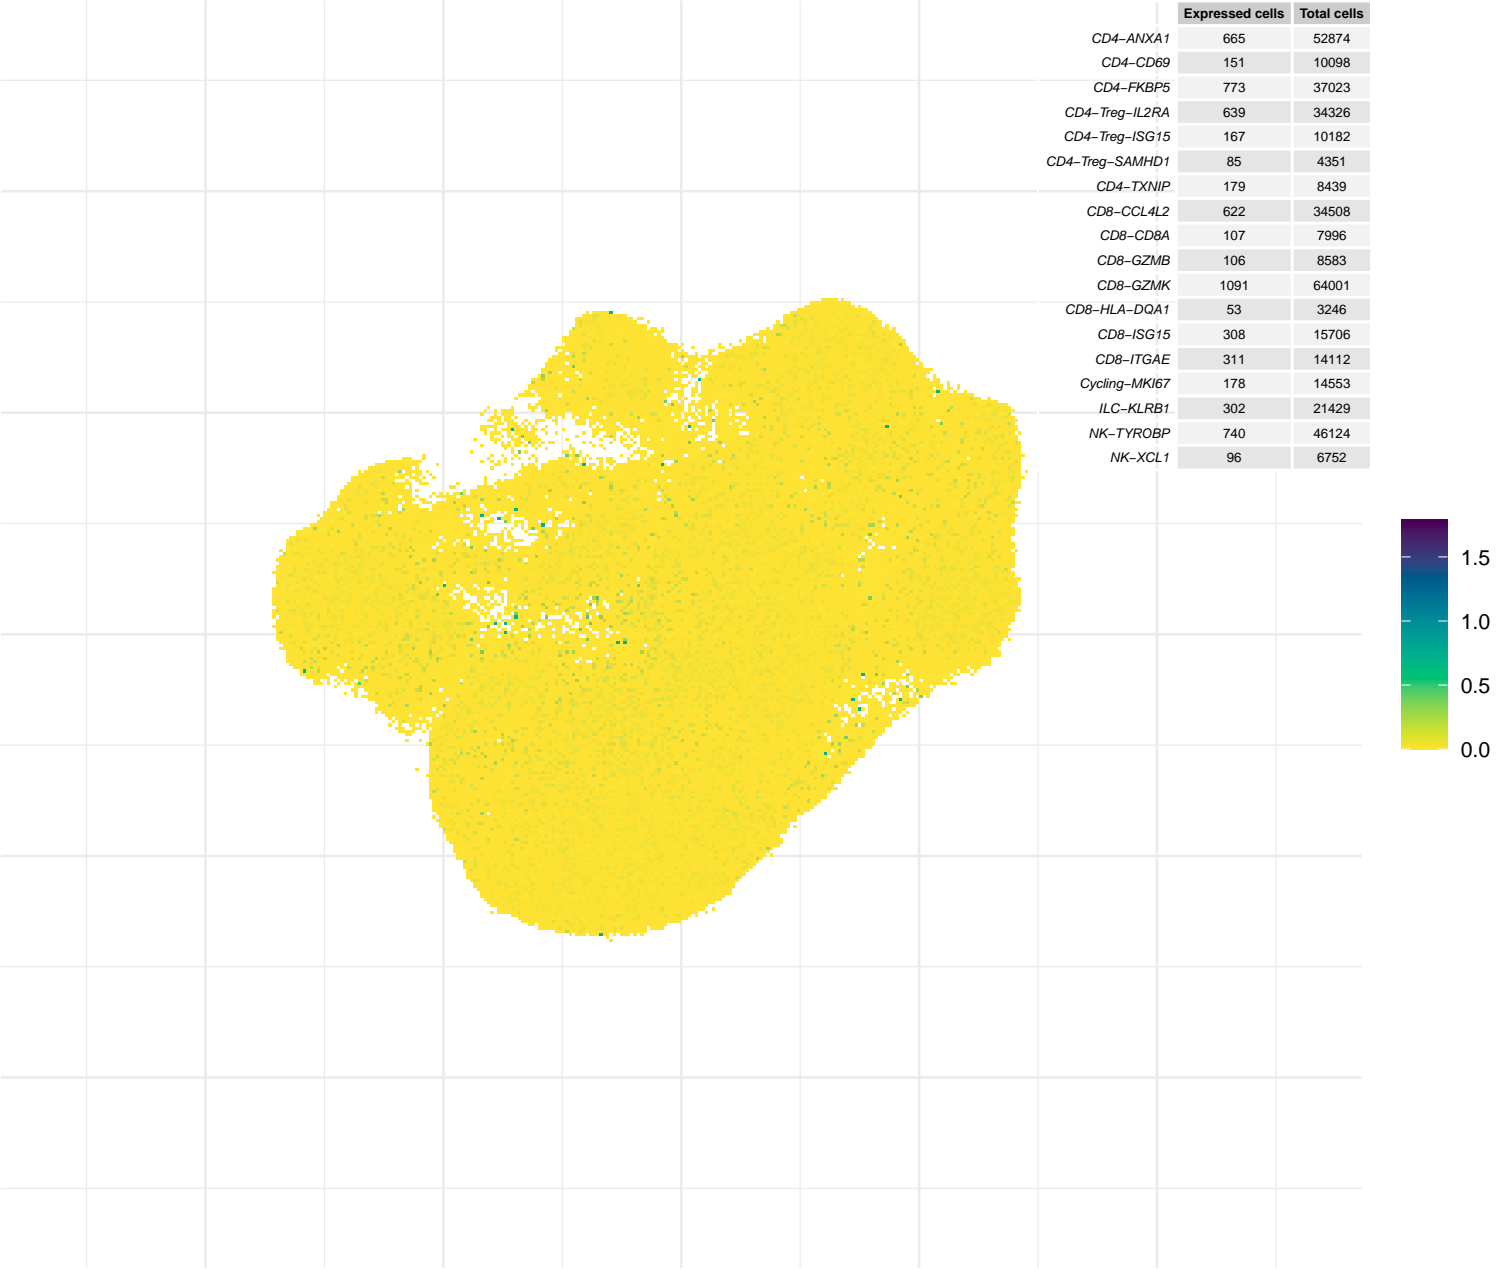 Expressed cells Total cells
CD4−ANXA1 665 52874
CD4−CD69 151 10098
CD4−FKBP5 773 37023
CD4−Treg−IL2RA 639 34326
CD4−Treg−ISG15 167 10182
CD4−Treg−SAMHD1 85 4351
CD4−TXNIP 179 8439
CD8−CCL4L2 622 34508
CD8−CD8A 107 7996
CD8−GZMB 106 8583
CD8−GZMK 1091 64001
CD8−HLA−DQA1 53 3246
CD8−ISG15 308 15706
CD8−ITGAE 311 14112
Cycling−MKI67 178 14553
ILC−KLRB1 302 21429
NK−TYROBP 740 46124
NK−XCL1 96 6752
1.5
1.0
0.5
0.0